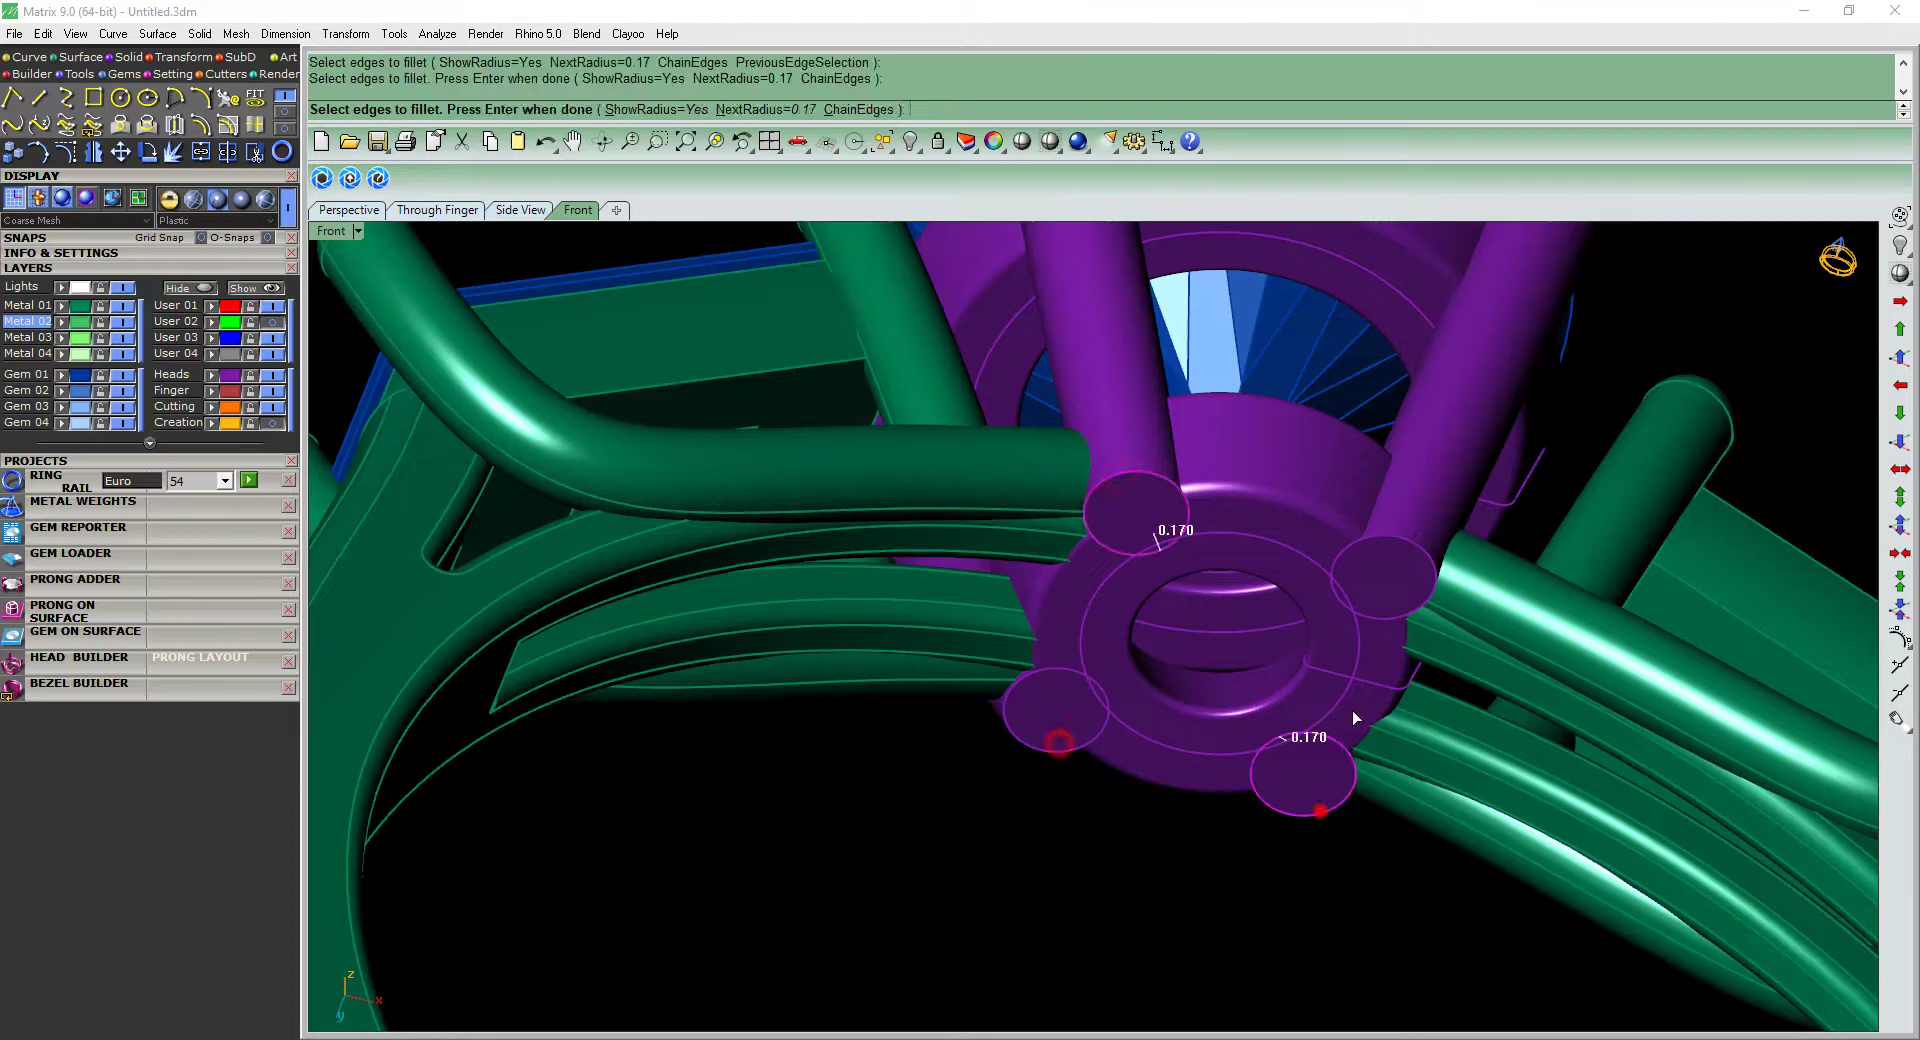 Matrix 9.0 (64-bit) - Untitled.3dm
File Edit View Curve Surface Solid Mesh Dimension Transform Tools Analyze Render Rhino 5.0 Blend Clayoo Help
Curve Surface Solid Transform SubD Art
Builder Tools Gems Setting Cutters Render
FIT
Select edges to fillet ( ShowRadius=Yes NextRadius=0.17 ChainEdges PreviousEdgeSelection ):
Select edges to fillet. Press Enter when done ( ShowRadius=Yes NextRadius=0.17 ChainEdges ):
Select edges to fillet. Press Enter when done ( ShowRadius=Yes NextRadius=0.17 ChainEdges ):
DISPLAY
Coarse Mesh Plastic
SNAPS Grid Snap O-Snaps
INFO & SETTINGS
LAYERS
Lights Hide Show
Metal 01 User 01
Metal 02 User 02
Metal 03 User 03
Metal 04 User 04
Gem 01 Heads
Gem 02 Finger
Gem 03 Cutting
Gem 04 Creation
PROJECTS
RING RAIL Euro 54
METAL WEIGHTS
GEM REPORTER
GEM LOADER
PRONG ADDER
PRONG ON SURFACE
GEM ON SURFACE
HEAD BUILDER PRONG LAYOUT
BEZEL BUILDER
Perspective Through Finger Side View Front
Front
0.170
0.170
z
x
y